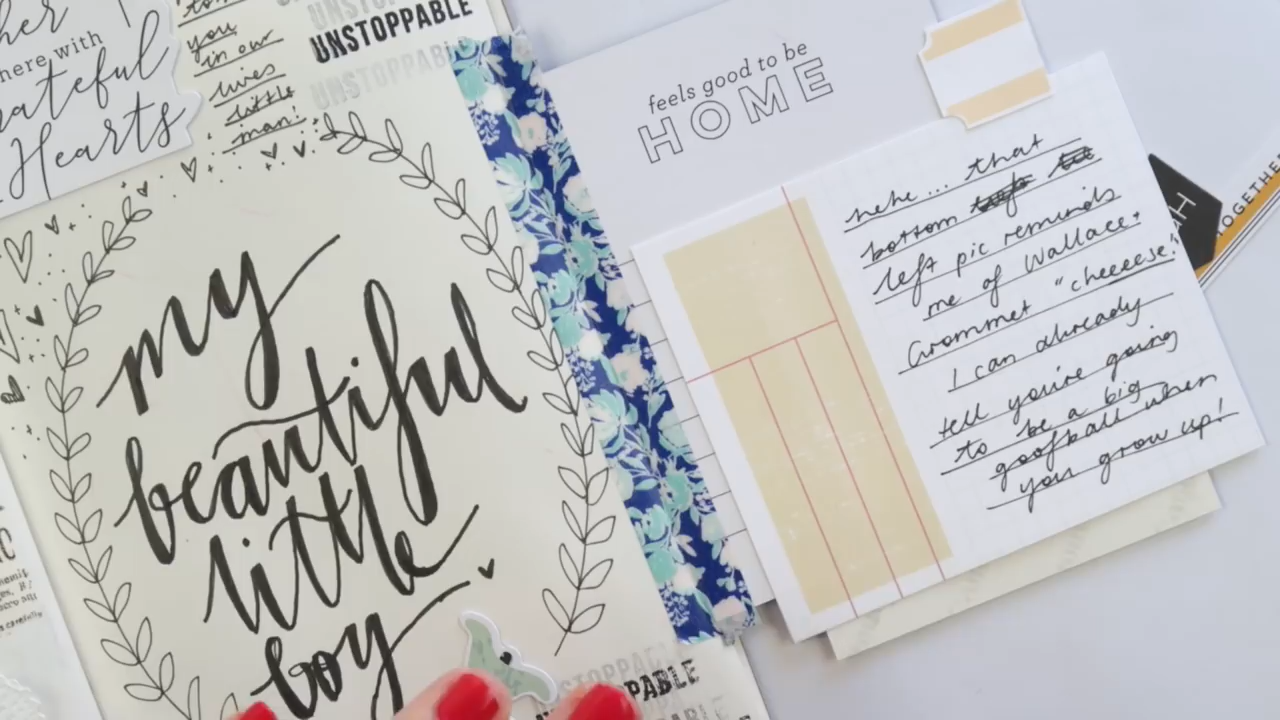 here with
Grateful
Hearts
you
in our
lives
little
man!
UNSTOPPABLE
UNSTOPPABLE
my
beautiful
little
boy
UNSTOPPABLE
feels good to be
HOME
hehe... that
bottom
left pic reminds
me of Wallace+
Grommet "cheeeese!
I can already
tell you're going
to be a big
goofball when
you grow up!
TOGETHER